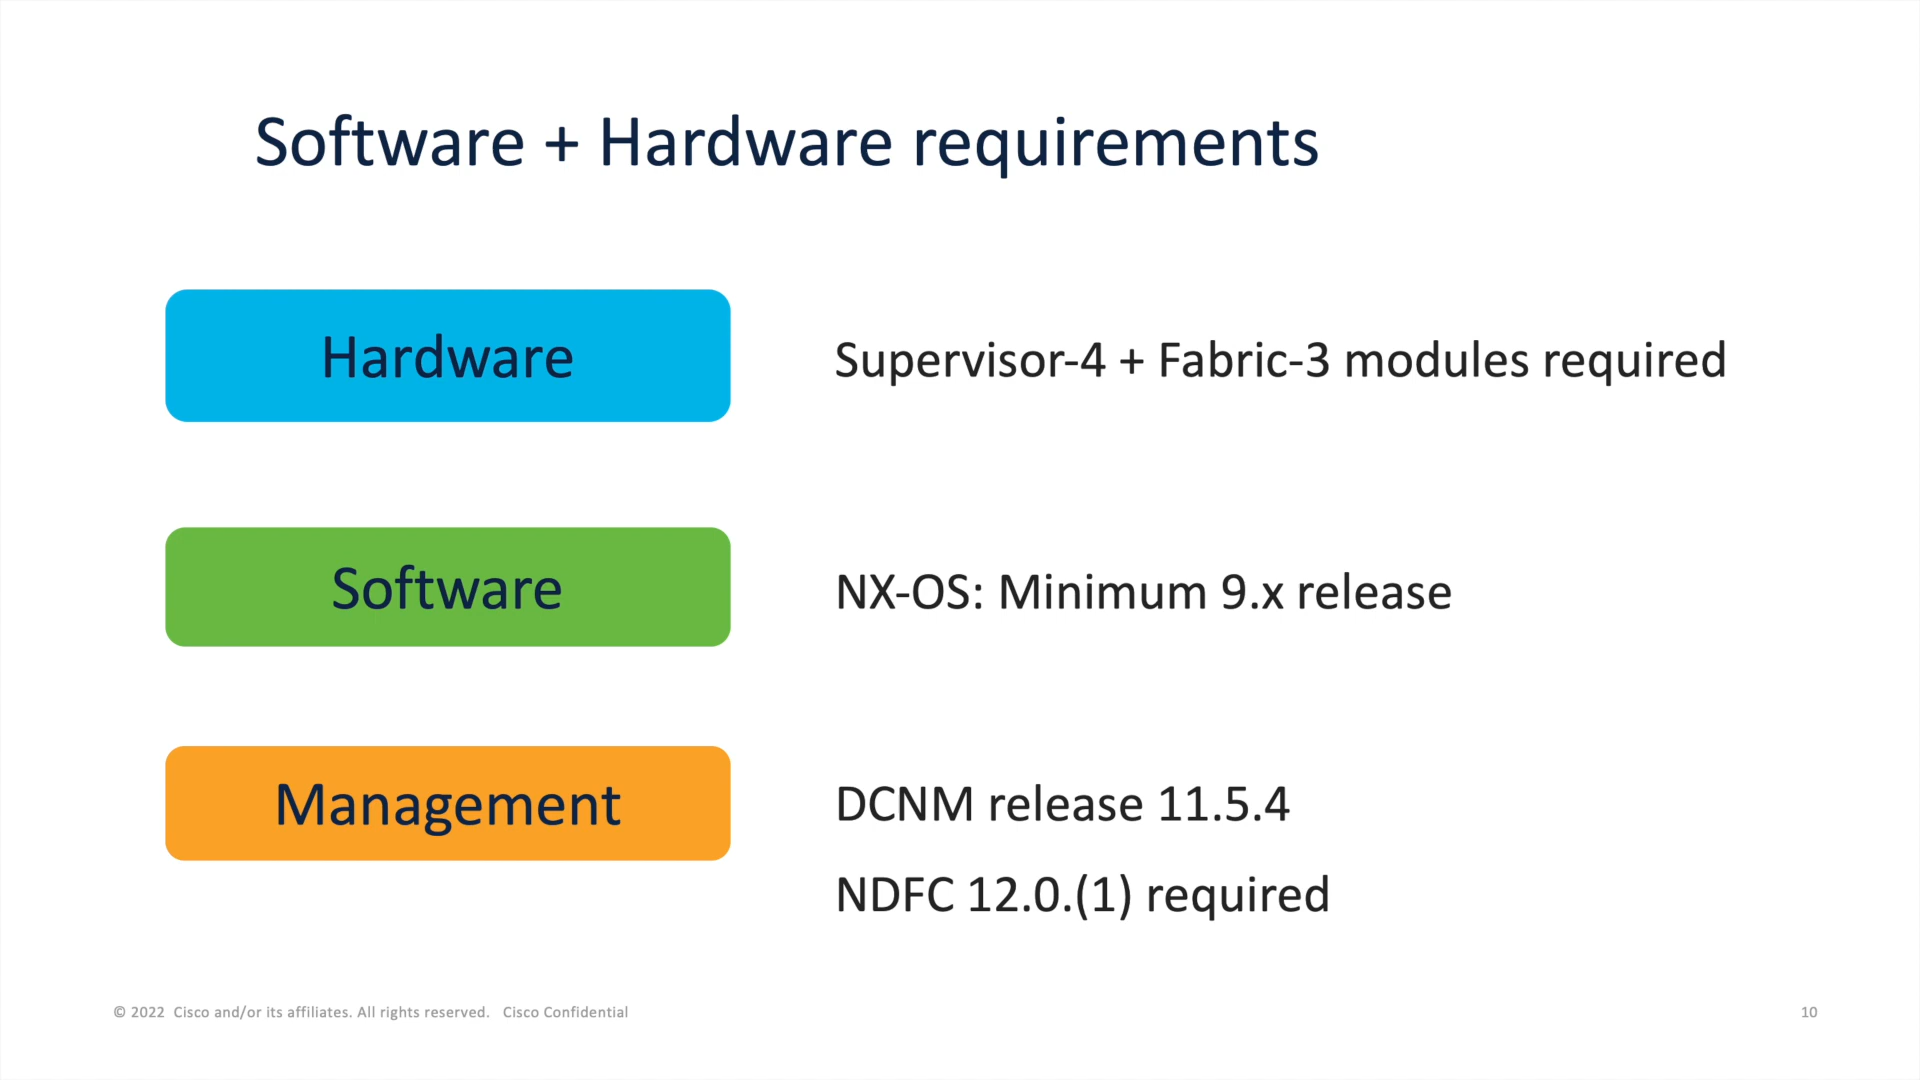 Software + Hardware requirements
Hardware
Supervisor-4 + Fabric-3 modules required
Software
NX-OS: Minimum 9.x release
Management
DCNM release 11.5.4
NDFC 12.0.(1) required
© 2022 Cisco and/or its affiliates. All rights reserved. Cisco Confidential
10